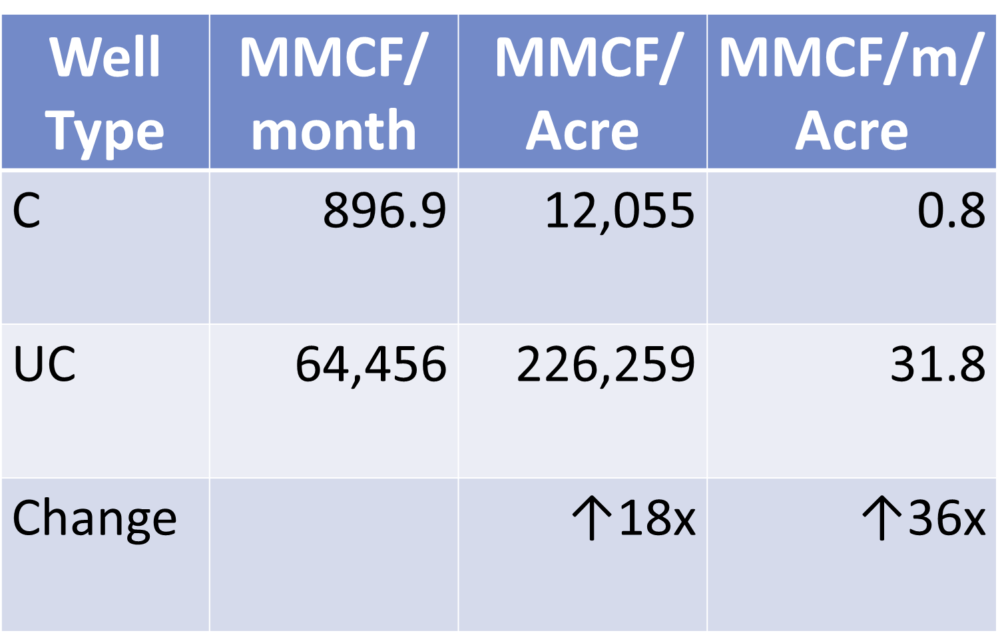 Well Type MMCF/ month MMCF/ Acre MMCF/m/ Acre
C 896.9 12,055 0.8
UC 64,456 226,259 31.8
Change ↑18x ↑36x